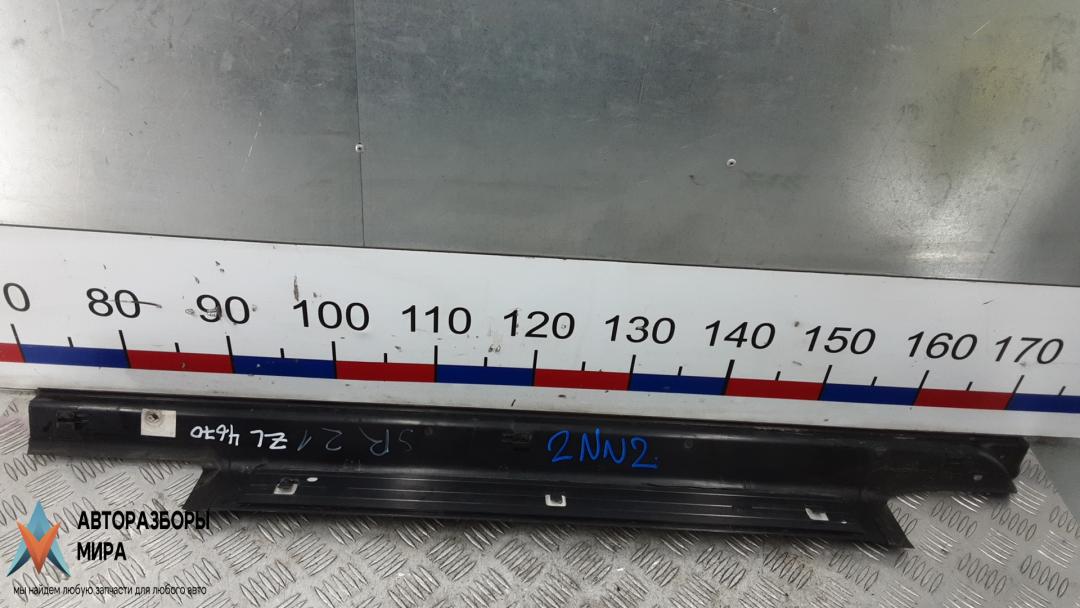 0 80 90 100 110 120 130 140 150 160 170
ZL 4670 SR 21 2NN2
АВТОРАЗБОРЫ
МИРА
мы найдем любую запчасти для любого авто